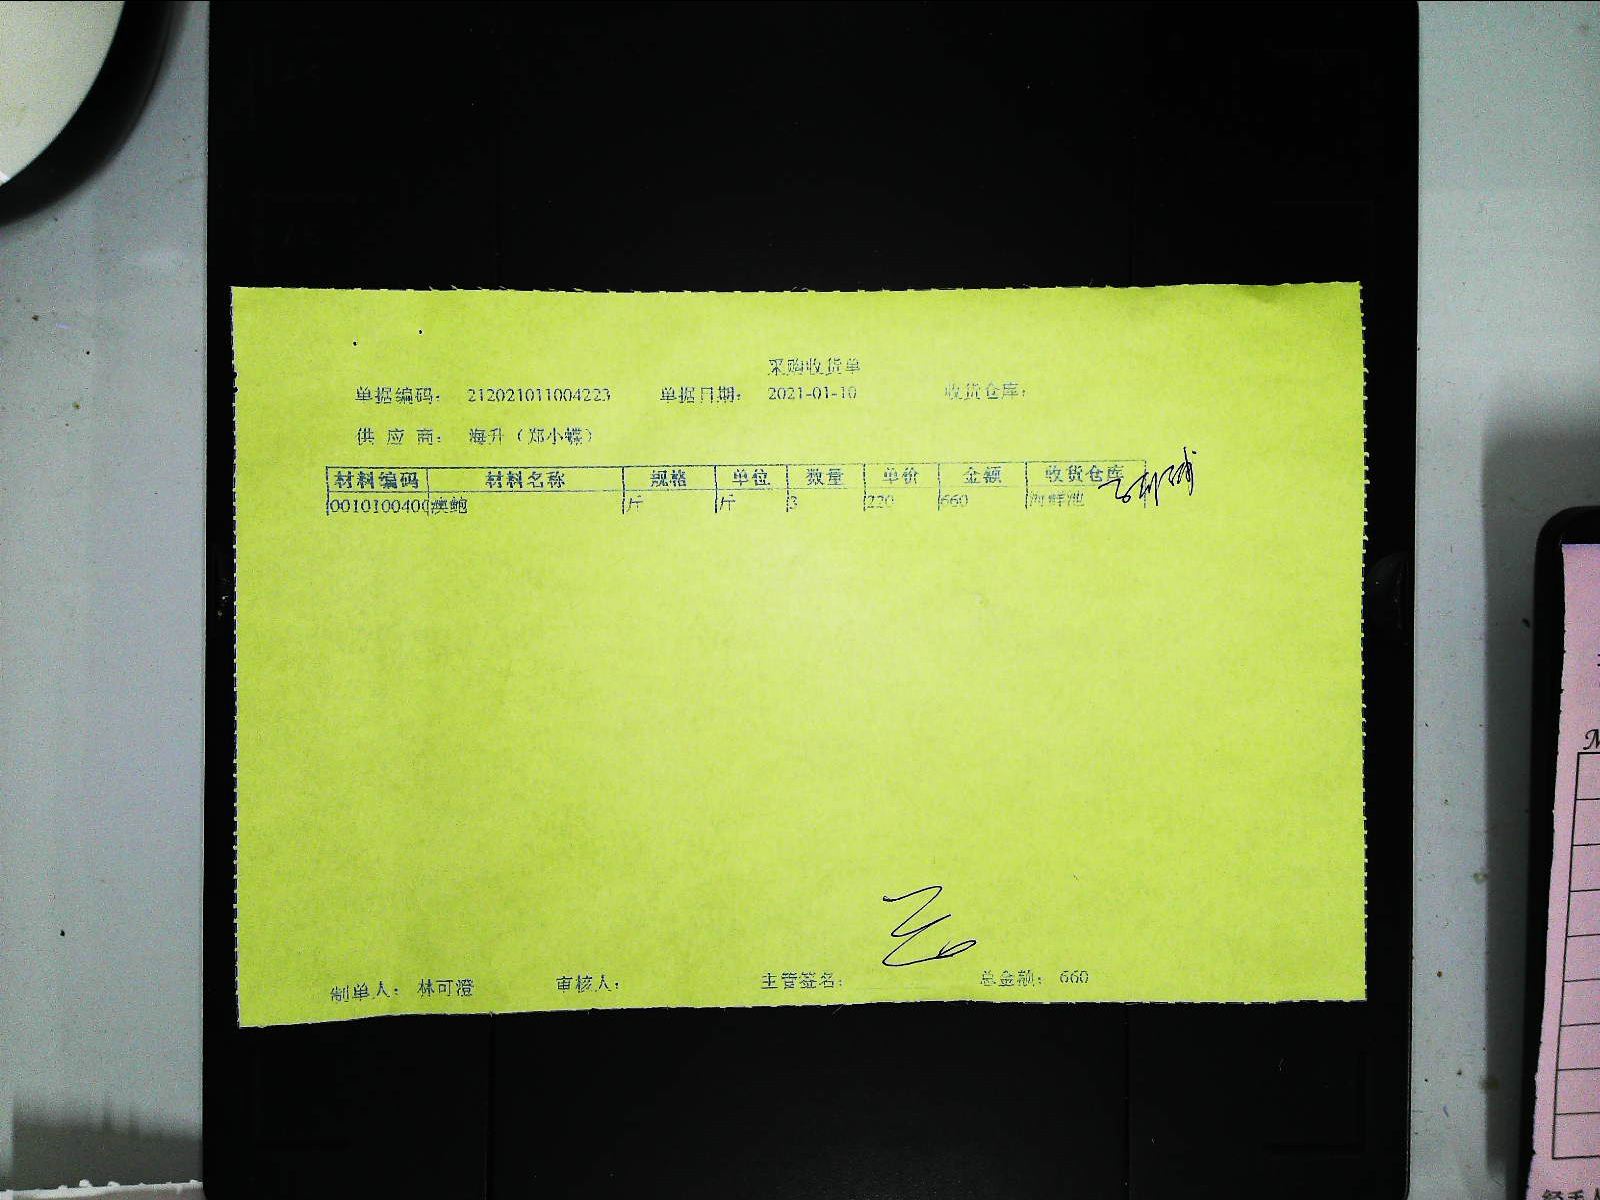 采购收货单
单据编码: 212021011004223 单据日期: 2021-01-10 收货仓库:
供 应 商: 海升（郑小蝶）
材料编码 材料名称 规格 单位 数量 单价 金额 收货仓库
0010100400 澳鲍 斤 斤 3 220 660 海鲜池
制单人: 林可澄 审核人: 主管签名: 总金额: 660